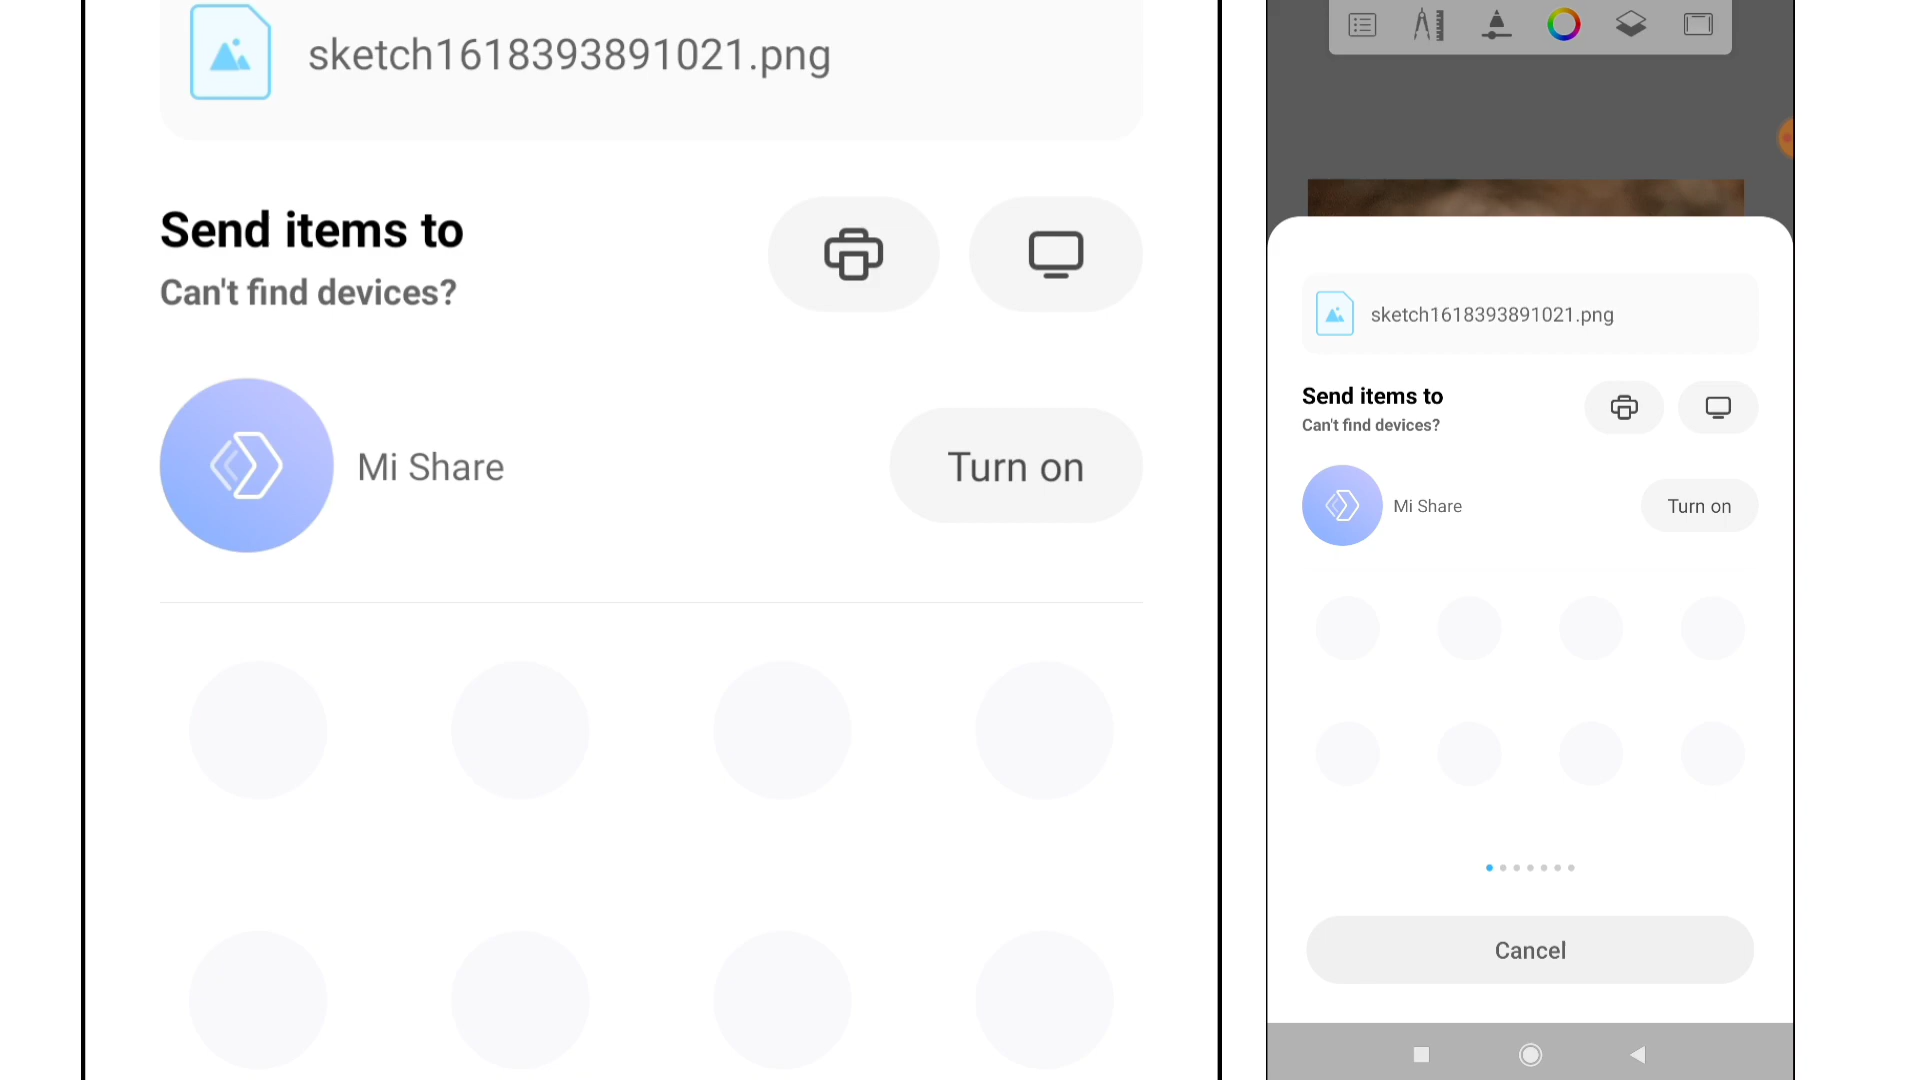 sketch1618393891021.png
Send items to
Can't find devices?
Mi Share
Turn on
sketch1618393891021.png
Send items to
Can't find devices?
Mi Share
Turn on
Cancel